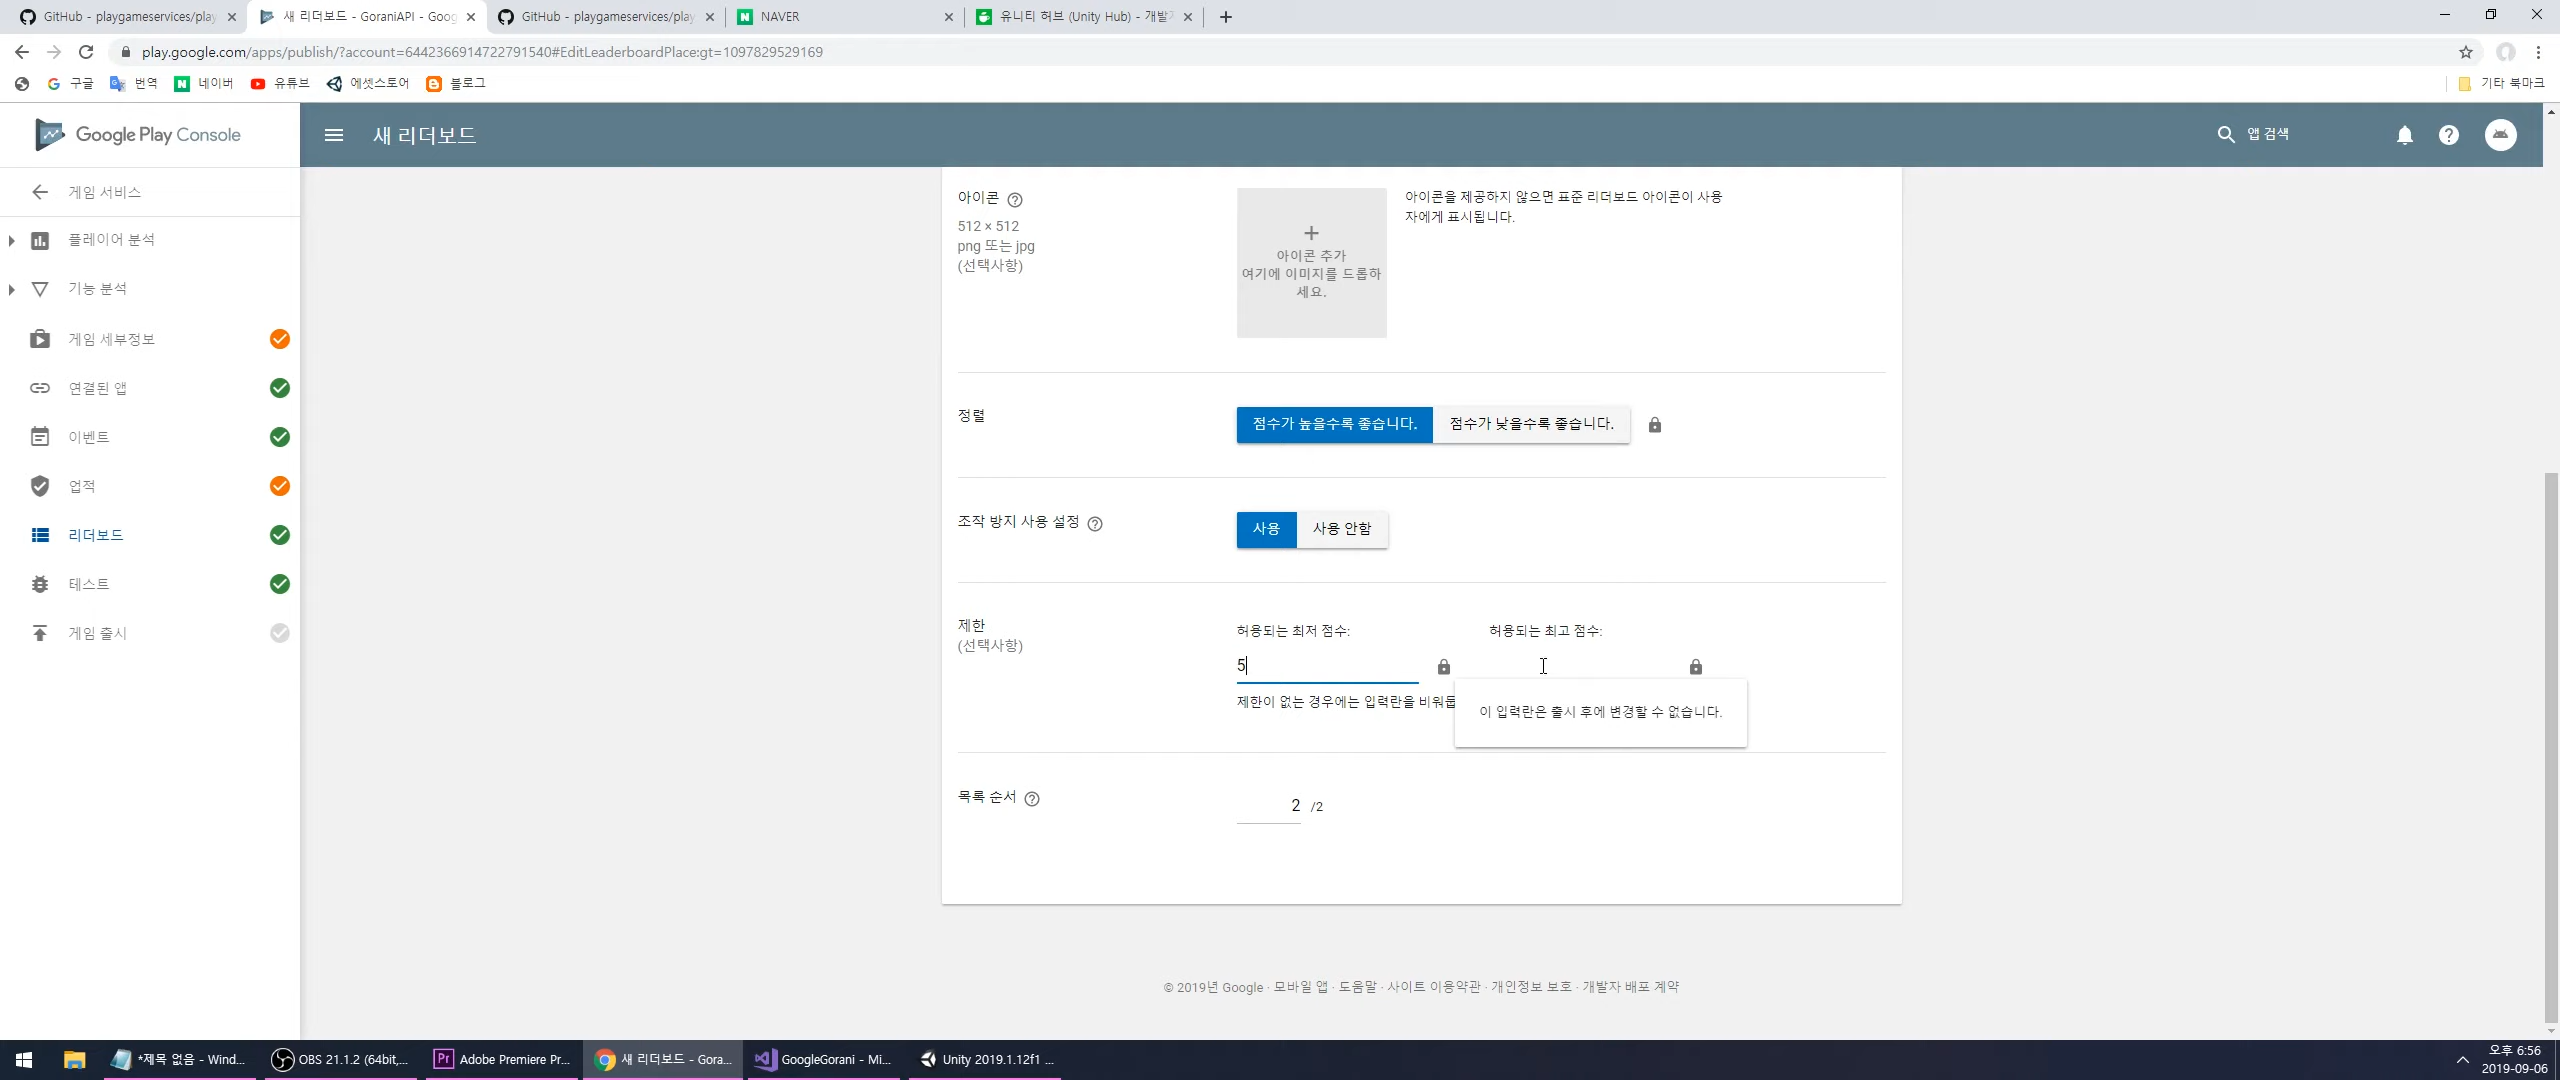 GitHub - playgameservices/play
새 리더보드 - GoraniAPI - Goog
GitHub - playgameservices/play
NAVER
유니티 허브 (Unity Hub) - 개발
play.google.com/apps/publish/?account=6442366914722791540#EditLeaderboardPlace:gt=1097829529169
구글
번역
네이버
유튜브
에셋스토어
블로그
기타 북마크
Google Play Console
새 리더보드
앱 검색
게임 서비스
플레이어 분석
기능 분석
게임 세부정보
연결된 앱
이벤트
업적
리더보드
테스트
게임 출시
아이콘
512 × 512
png 또는 jpg
(선택사항)
+
아이콘 추가
여기에 이미지를 드롭하
세요.
아이콘을 제공하지 않으면 표준 리더보드 아이콘이 사용
자에게 표시됩니다.
정렬
점수가 높을수록 좋습니다.
점수가 낮을수록 좋습니다.
조작 방지 사용 설정
사용
사용 안함
제한
(선택사항)
허용되는 최저 점수:
허용되는 최고 점수:
5
제한이 없는 경우에는 입력란을 비워둡
이 입력란은 출시 후에 변경할 수 없습니다.
목록 순서
2 /2
© 2019년 Google · 모바일 앱 · 도움말 · 사이트 이용약관 · 개인정보 보호 · 개발자 배포 계약
*제목 없음 - Wind...
OBS 21.1.2 (64bit,...
Adobe Premiere Pr...
새 리더보드 - Gora...
GoogleGorani - Mi...
Unity 2019.1.12f1 ...
오후 6:56
2019-09-06